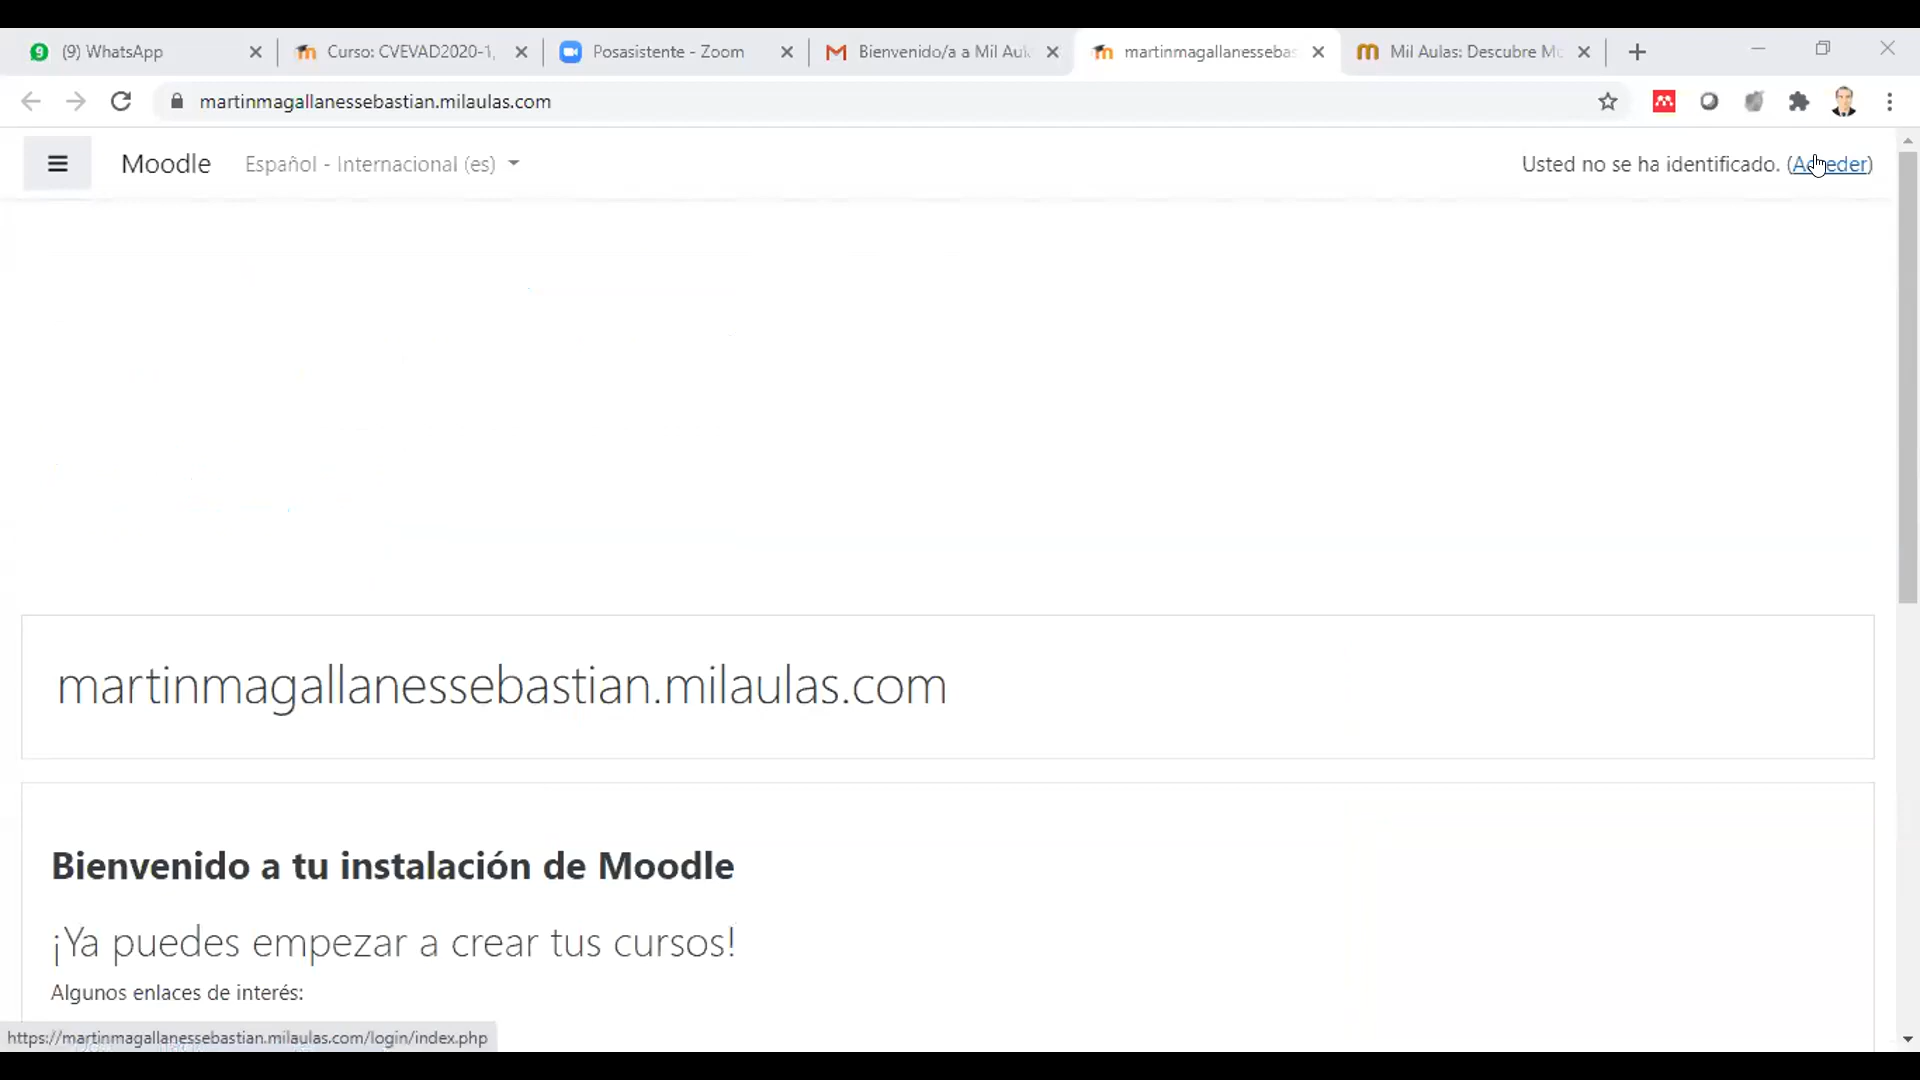 (9) WhatsApp
Curso: CVEVAD2020-1,
Posasistente - Zoom
Bienvenido/a a Mil Aul
martinmagallanessebas
Mil Aulas: Descubre Mo
martinmagallanessebastian.milaulas.com
Moodle
Español - Internacional (es)
Usted no se ha identificado. (Acceder)
martinmagallanessebastian.milaulas.com
Bienvenido a tu instalación de Moodle
¡Ya puedes empezar a crear tus cursos!
Algunos enlaces de interés:
https://martinmagallanessebastian.milaulas.com/login/index.php